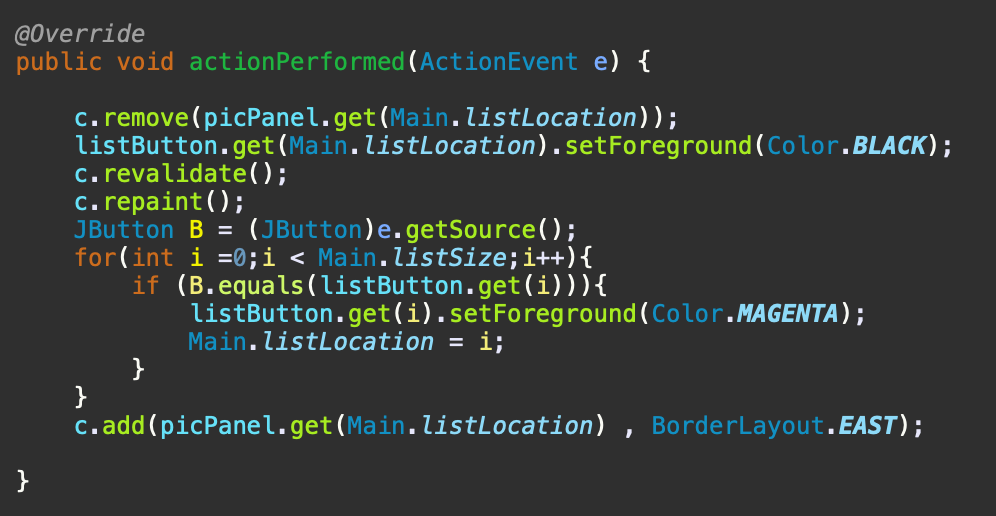 @Override
public void actionPerformed(ActionEvent e) {
c.remove(picPanel.get(Main.listLocation));
listButton.get(Main.listLocation).setForeground(Color.BLACK);
c.revalidate();
c.repaint();
JButton B = (JButton)e.getSource();
for(int i =0;i < Main.listSize;i++){
if (B.equals(listButton.get(i))){
listButton.get(i).setForeground(Color.MAGENTA);
Main.listLocation = i;
}
}
c.add(picPanel.get(Main.listLocation) , BorderLayout.EAST);
}